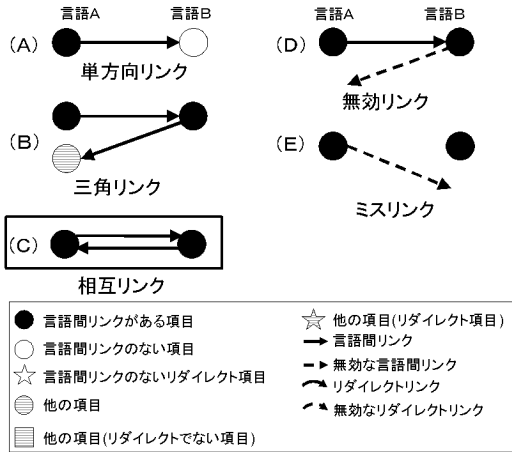 言語A 言語B
(A)
単方向リンク
(B)
三角リンク
(C)
相互リンク
言語A 言語B
(D)
無効リンク
(E)
ミスリンク
言語間リンクがある項目
言語間リンクのない項目
言語間リンクのないリダイレクト項目
他の項目
他の項目(リダイレクトでない項目)
他の項目(リダイレクト項目)
言語間リンク
無効な言語間リンク
リダイレクトリンク
無効なリダイレクトリンク